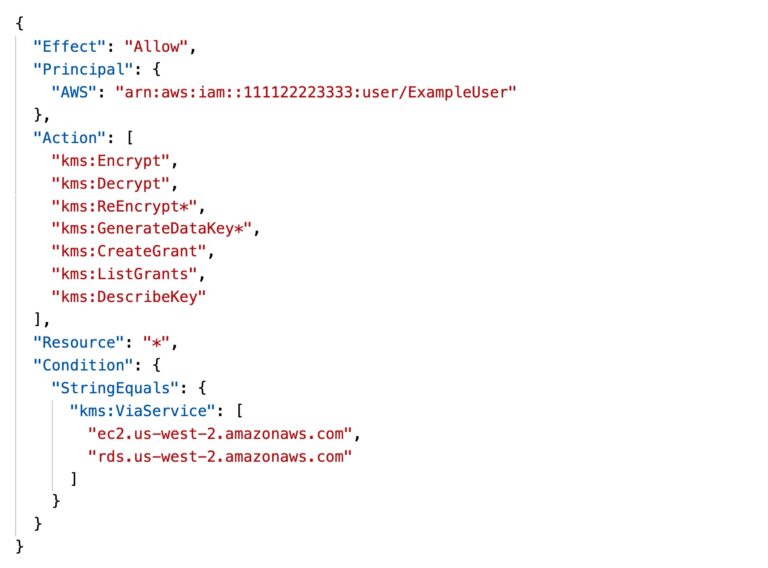 {
"Effect": "Allow",
"Principal": {
"AWS": "arn:aws:iam::111122223333:user/ExampleUser"
},
"Action": [
"kms:Encrypt",
"kms:Decrypt",
"kms:ReEncrypt*",
"kms:GenerateDataKey*",
"kms:CreateGrant",
"kms:ListGrants",
"kms:DescribeKey"
],
"Resource": "*",
"Condition": {
"StringEquals": {
"kms:ViaService": [
"ec2.us-west-2.amazonaws.com",
"rds.us-west-2.amazonaws.com"
]
}
}
}